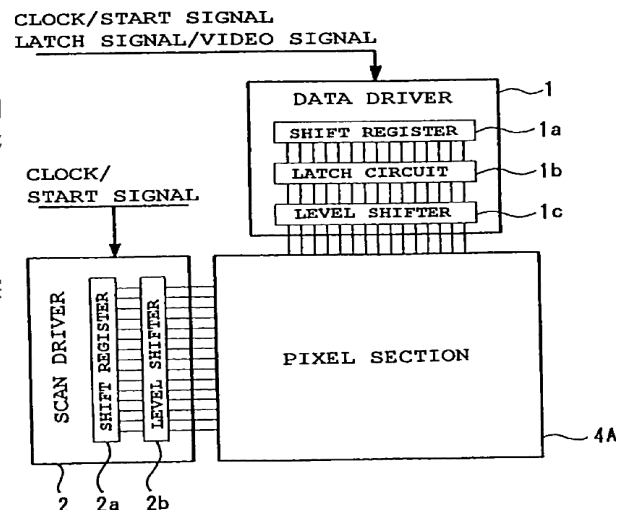 CLOCK/START SIGNAL
LATCH SIGNAL/VIDEO SIGNAL
DATA DRIVER
1
SHIFT REGISTER
1a
LATCH CIRCUIT
1b
LEVEL SHIFTER
1c
CLOCK/
START SIGNAL
SCAN DRIVER
SHIFT REGISTER
LEVEL SHIFTER
PIXEL SECTION
4A
2
2a
2b